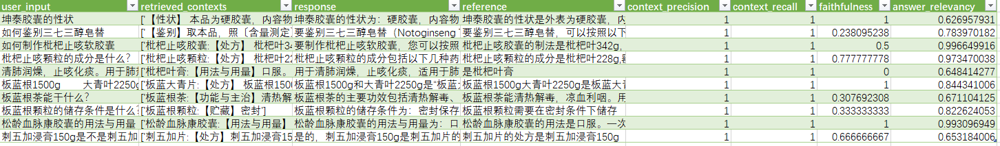 user_input retrieved_contexts response reference context_precision context_recall faithfulness answer_relevancy
坤泰胶囊的性状 ['【性状】 本品为硬胶囊，内容物 坤泰胶囊的性状为：硬胶囊，内容物 坤泰胶囊的性状是外表为硬胶囊，内 1 1 1 0.626957931
如何鉴别三七三醇皂替 ['【鉴别】取本品，照〔含量测定〕 要鉴别三七三醇皂替（Notoginseng 要鉴别三七三醇皂替，可以按照以下 1 1 0.238095238 0.783970182
如何制作枇杷止咳软胶囊 ['枇杷止咳胶囊:【处方】 枇杷叶34 要制作枇杷止咳软胶囊，您可以按照 枇杷止咳胶囊的制法是枇杷叶342g, 1 1 0.5 0.996649916
枇杷止咳颗粒的成分是什么？ ['枇杷止咳颗粒:【处方】 枇杷叶22 枇杷止咳颗粒的成分包括以下几种药 枇杷止咳颗粒的成分是枇杷叶228g, 1 1 0.777777778 0.973470038
清肺润燥，止咳化痰。用于肺 ['枇杷叶膏:【用法与用量】口服。 用于清肺润燥，止咳化痰，适用于肺 是枇杷叶膏 1 1 0 0.648414277
板蓝根1500g 大青叶2250g ['板蓝大青片:【处方】 板蓝根150 板蓝根1500g和大青叶2250g是“板蓝 板蓝根1500g大青叶2250g是板蓝大青 1 1 1 0.844341006
板蓝根茶能干什么？ ['板蓝根茶:【功能与主治】清热解 板蓝根茶的主要功效包括清热解毒、 板蓝根茶能清热解毒，凉血利咽。用 1 1 0.307692308 0.671104125
板蓝根颗粒的储存条件是什么？ ['板蓝根颗粒:【贮藏】密封'] 板蓝根颗粒的储存条件为：密封保存 板蓝根颗粒需要在密封条件下储存 1 1 0.333333333 0.822624053
松龄血脉康胶囊的用法与用量 ['松龄血脉康胶囊:【用法与用量】 松龄血脉康胶囊的用法与用量为：口 松龄血脉康胶囊的用法是口服。一次 1 1 1 0.993096949
刺五加浸膏150g是不是刺五加 ['刺五加片:【处方】刺五加浸膏150 是的，刺五加浸膏150g是刺五加片的 刺五加片的处方是刺五加浸膏150g 1 1 0.666666667 0.653184006